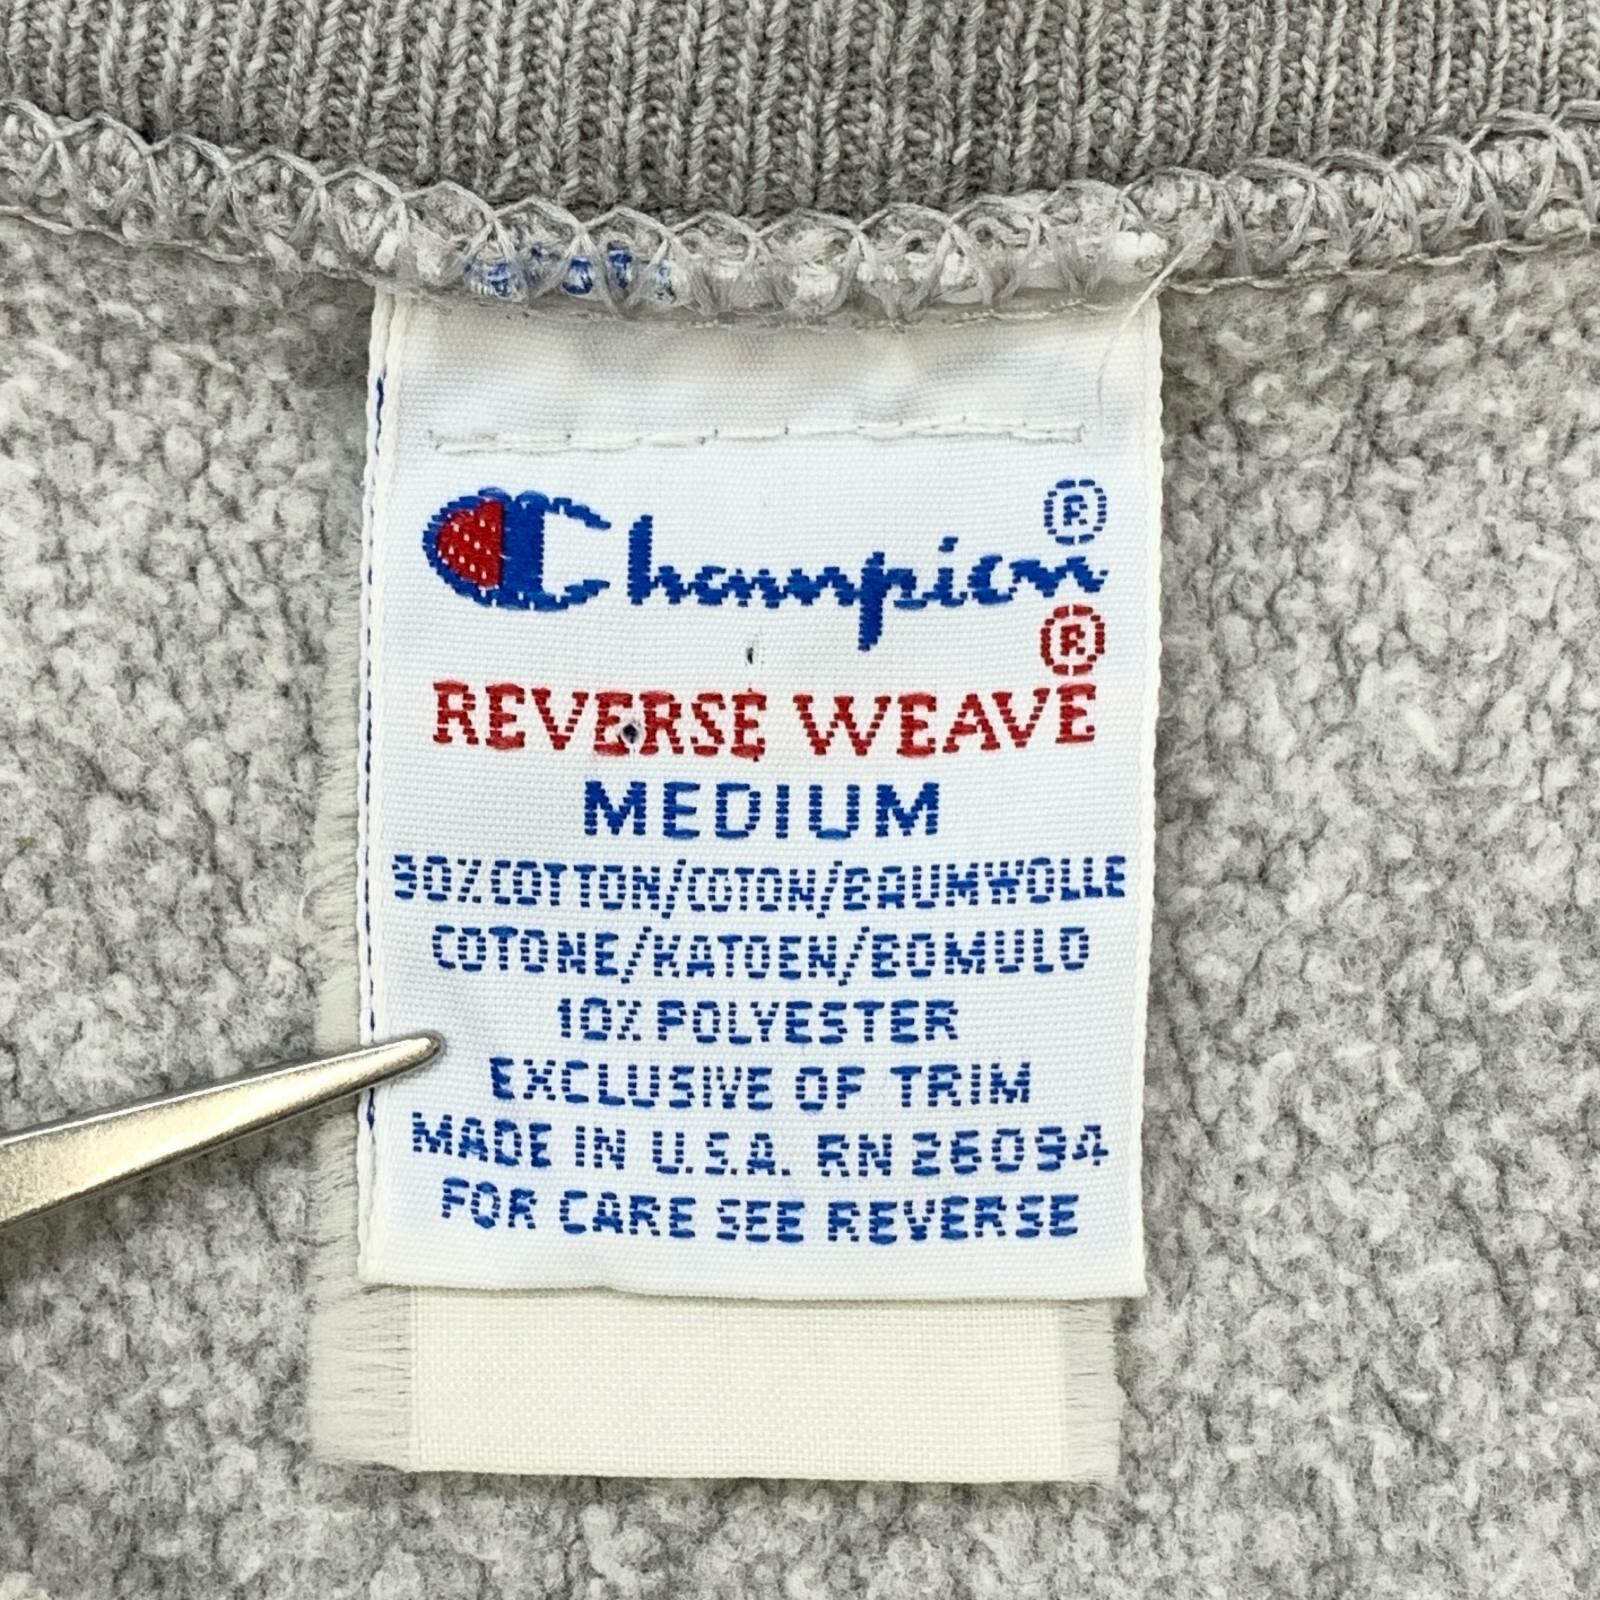 Champion®
REVERSE WEAVE®
MEDIUM
90% COTTON/COTON/BAUMWOLLE
COTONE/KATOEN/BOMULD
10% POLYESTER
EXCLUSIVE OF TRIM
MADE IN U.S.A. RN 26094
FOR CARE SEE REVERSE